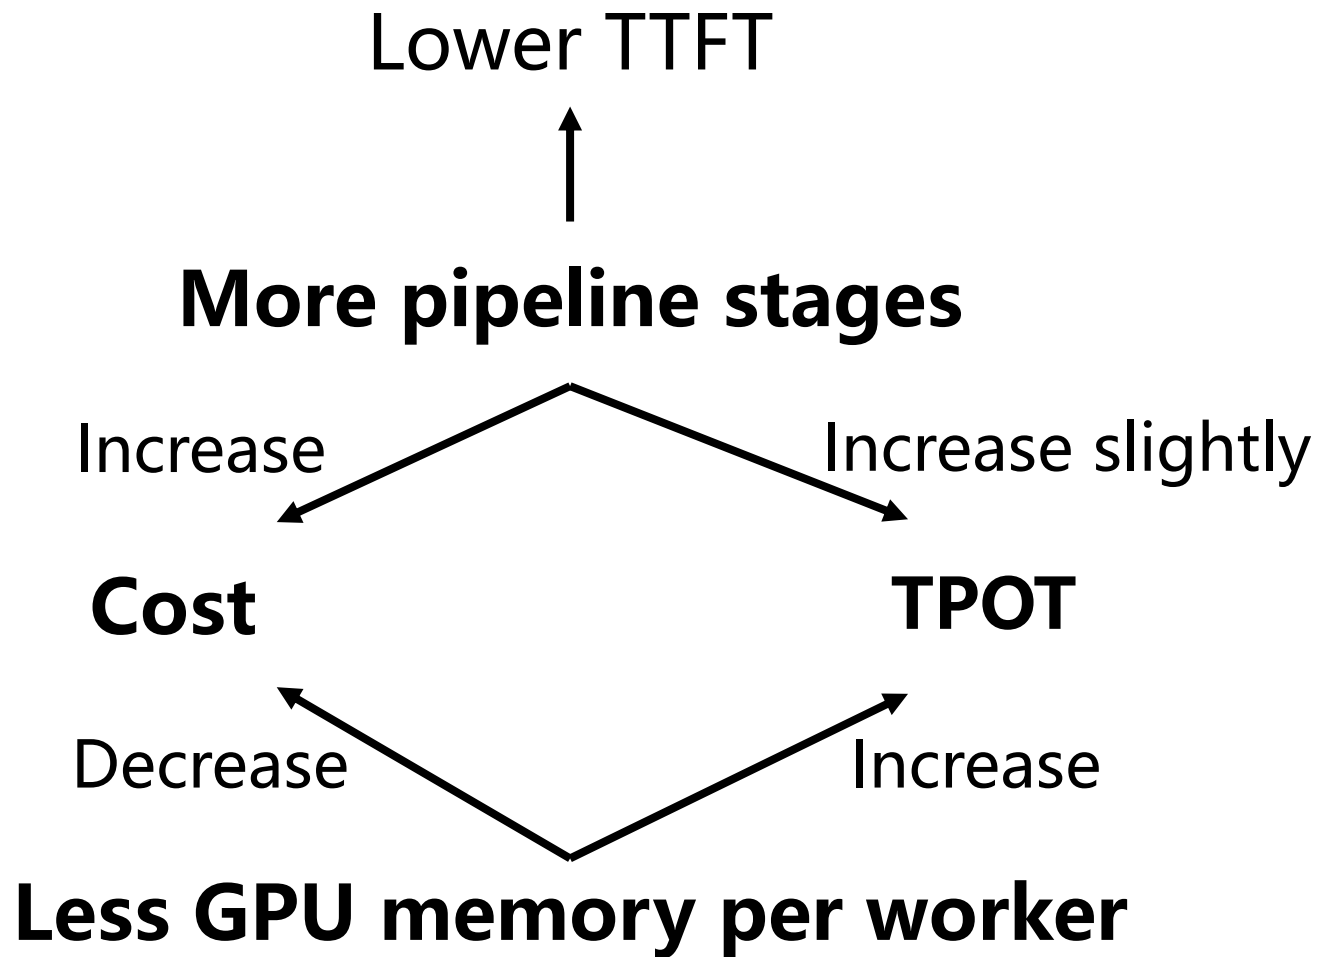 Lower TTFT
More pipeline stages
Increase
Increase slightly
Cost
TPOT
Decrease
Increase
Less GPU memory per worker